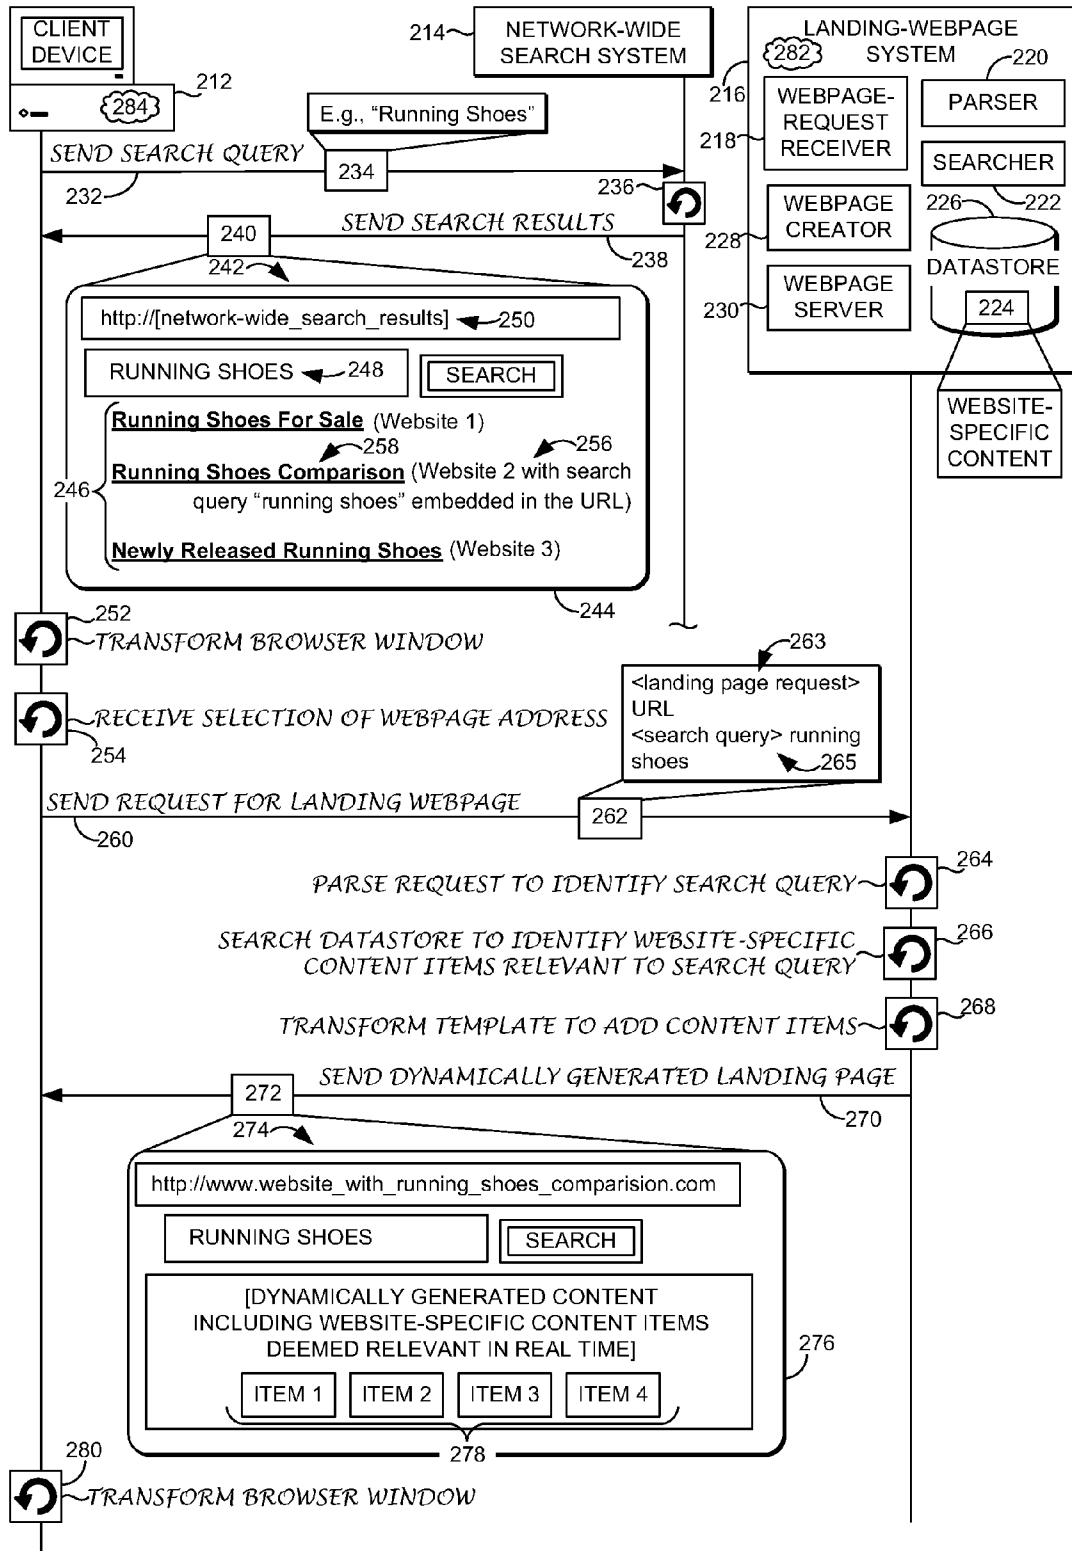 CLIENT
DEVICE
284
212
214
NETWORK-WIDE
SEARCH SYSTEM
LANDING-WEBPAGE
SYSTEM
282
216
WEBPAGE-
REQUEST
RECEIVER
218
220
PARSER
SEARCHER
222
226
WEBPAGE
CREATOR
228
DATASTORE
224
WEBPAGE
SERVER
230
WEBSITE-
SPECIFIC
CONTENT
E.g., “Running Shoes”
SEND SEARCH QUERY
232
234
236
SEND SEARCH RESULTS
240
238
242
http://[network-wide_search_results]
250
RUNNING SHOES
248
SEARCH
Running Shoes For Sale (Website 1)
258
256
Running Shoes Comparison (Website 2 with search
246
query “running shoes” embedded in the URL)
Newly Released Running Shoes (Website 3)
244
252
TRANSFORM BROWSER WINDOW
263
<landing page request>
URL
<search query> running
shoes
265
RECEIVE SELECTION OF WEBPAGE ADDRESS
254
SEND REQUEST FOR LANDING WEBPAGE
260
262
PARSE REQUEST TO IDENTIFY SEARCH QUERY
264
SEARCH DATASTORE TO IDENTIFY WEBSITE-SPECIFIC
CONTENT ITEMS RELEVANT TO SEARCH QUERY
266
TRANSFORM TEMPLATE TO ADD CONTENT ITEMS
268
SEND DYNAMICALLY GENERATED LANDING PAGE
272
270
274
http://www.website_with_running_shoes_comparision.com
RUNNING SHOES
SEARCH
[DYNAMICALLY GENERATED CONTENT
INCLUDING WEBSITE-SPECIFIC CONTENT ITEMS
DEEMED RELEVANT IN REAL TIME]
276
ITEM 1
ITEM 2
ITEM 3
ITEM 4
278
280
TRANSFORM BROWSER WINDOW